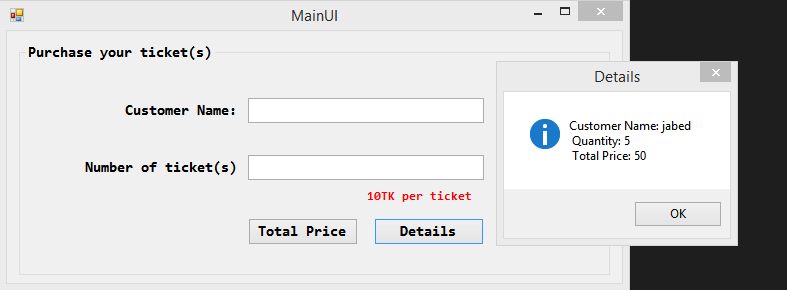 MainUI
Purchase your ticket(s)
Customer Name:
Number of ticket(s)
10TK per ticket
Total Price
Details
Details
Customer Name: jabed
Quantity: 5
Total Price: 50
OK